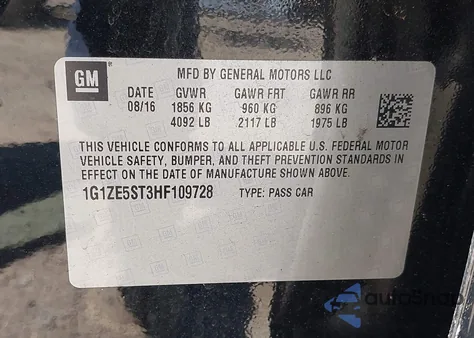 GM
MFD BY GENERAL MOTORS LLC
DATE GVWR GAWR FRT GAWR RR
08/16 1856 KG 960 KG 896 KG
4092 LB 2117 LB 1975 LB
THIS VEHICLE CONFORMS TO ALL APPLICABLE U.S. FEDERAL MOTOR
VEHICLE SAFETY, BUMPER, AND THEFT PREVENTION STANDARDS IN
EFFECT ON THE DATE OF MANUFACTURE SHOWN ABOVE.
1G1ZE5ST3HF109728 TYPE: PASS CAR
autoSnap